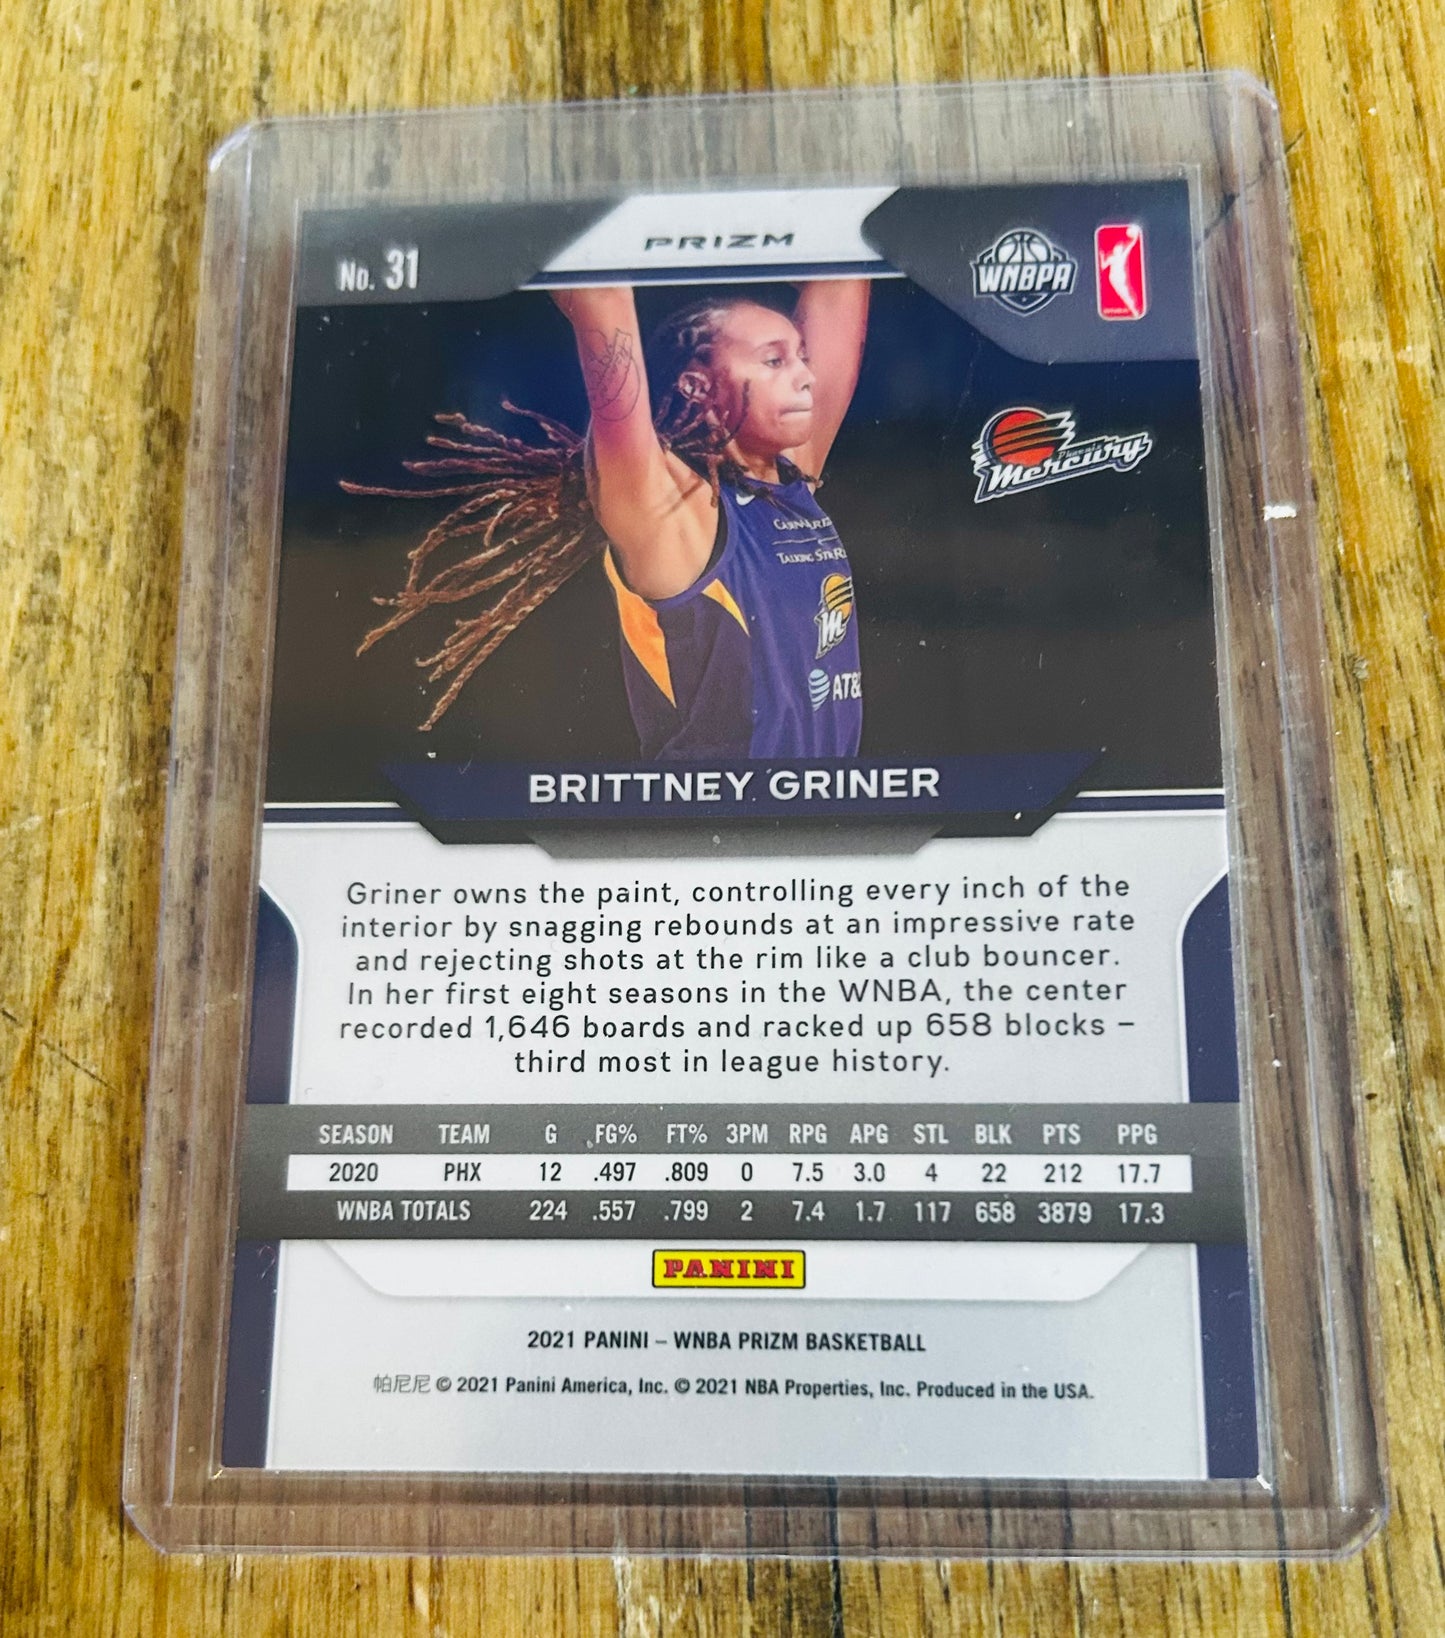 No. 31
PRIZM
WNBPA
Phoenix
Mercury
TALKING
M
AT&
BRITTNEY GRINER
Griner owns the paint, controlling every inch of the
interior by snagging rebounds at an impressive rate
and rejecting shots at the rim like a club bouncer.
In her first eight seasons in the WNBA, the center
recorded 1,646 boards and racked up 658 blocks –
third most in league history.
SEASON TEAM G FG% FT% 3PM RPG APG STL BLK PTS PPG
2020 PHX 12 .497 .809 0 7.5 3.0 4 22 212 17.7
WNBA TOTALS 224 .557 .799 2 7.4 1.7 117 658 3879 17.3
PANINI
2021 PANINI – WNBA PRIZM BASKETBALL
帕尼尼 © 2021 Panini America, Inc. © 2021 NBA Properties, Inc. Produced in the USA.